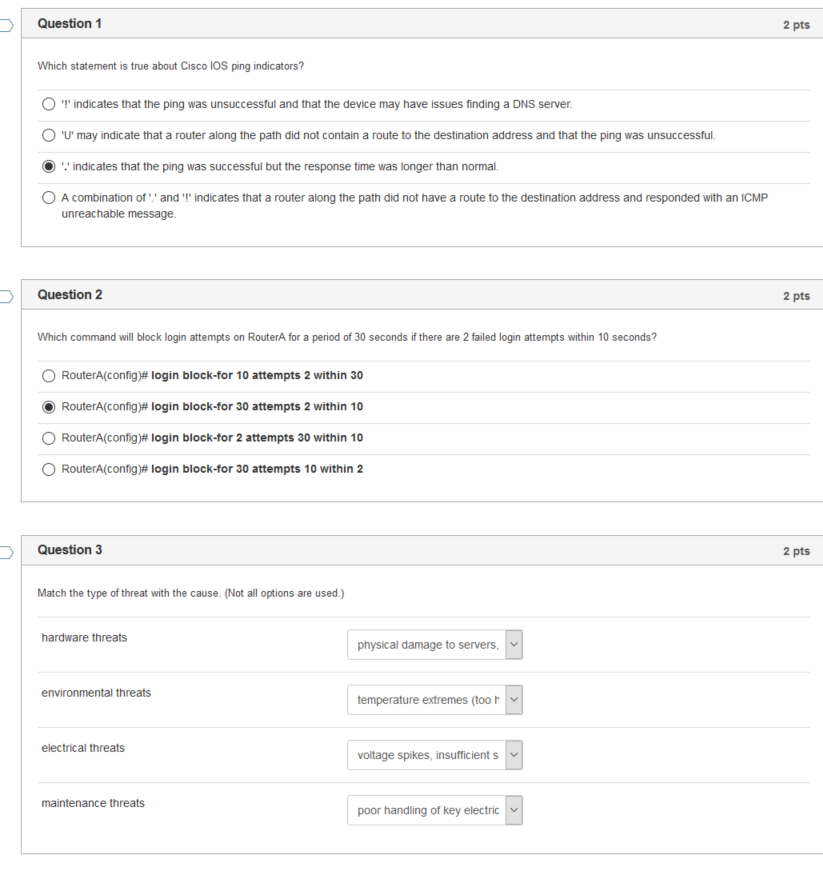 Question 1
2 pts
Which statement is true about Cisco IOS ping indicators?
'!' indicates that the ping was unsuccessful and that the device may have issues finding a DNS server.
'U' may indicate that a router along the path did not contain a route to the destination address and that the ping was unsuccessful.
'.' indicates that the ping was successful but the response time was longer than normal.
A combination of '.' and '!' indicates that a router along the path did not have a route to the destination address and responded with an ICMP
unreachable message.
Question 2
2 pts
Which command will block login attempts on RouterA for a period of 30 seconds if there are 2 failed login attempts within 10 seconds?
RouterA(config)# login block-for 10 attempts 2 within 30
RouterA(config)# login block-for 30 attempts 2 within 10
RouterA(config)# login block-for 2 attempts 30 within 10
RouterA(config)# login block-for 30 attempts 10 within 2
Question 3
2 pts
Match the type of threat with the cause. (Not all options are used.)
hardware threats
physical damage to servers,
environmental threats
temperature extremes (too h
electrical threats
voltage spikes, insufficient s
maintenance threats
poor handling of key electric